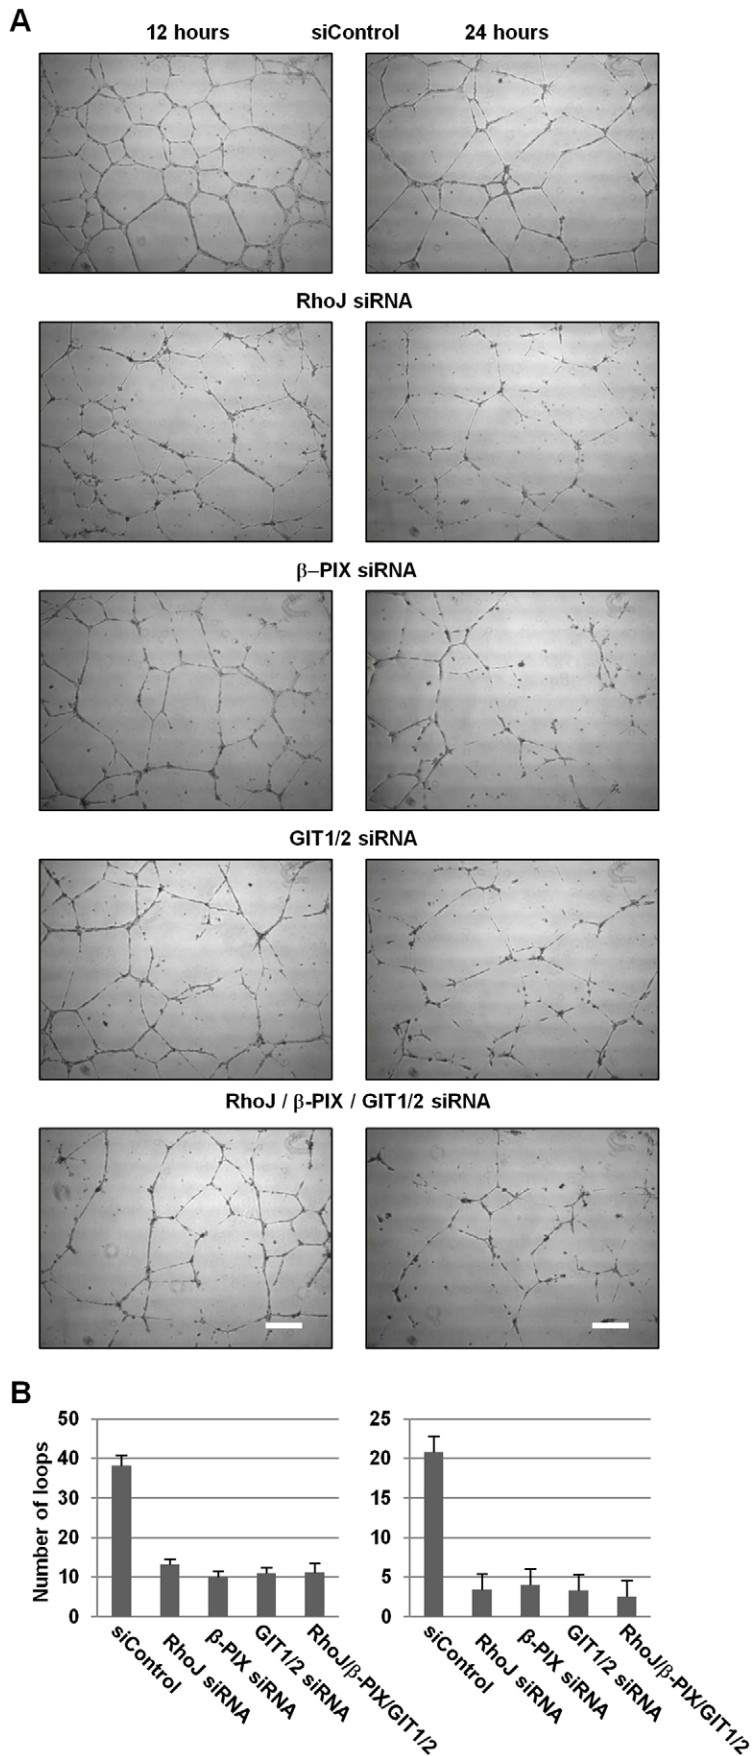 A
12 hours siControl 24 hours
RhoJ siRNA
β–PIX siRNA
GIT1/2 siRNA
RhoJ / β-PIX / GIT1/2 siRNA
B
Number of loops
50
40
30
20
10
0
siControl
RhoJ siRNA
β-PIX siRNA
GIT1/2 siRNA
RhoJ/β-PIX/GIT1/2
25
20
15
10
5
0
siControl
RhoJ siRNA
β-PIX siRNA
GIT1/2 siRNA
RhoJ/β-PIX/GIT1/2